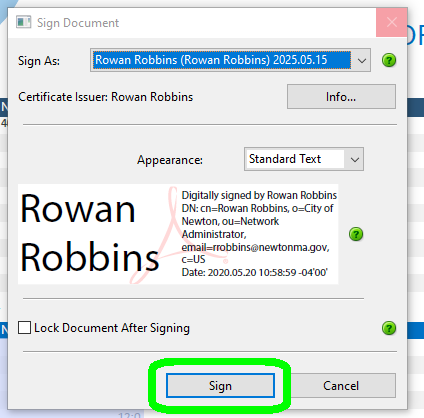 Sign Document
Sign As:
Rowan Robbins (Rowan Robbins) 2025.05.15
?
Certificate Issuer: Rowan Robbins
Info...
Appearance:
Standard Text
Rowan
Robbins
Digitally signed by Rowan Robbins
DN: cn=Rowan Robbins, o=City of
Newton, ou=Network
Administrator,
email=rrobbins@newtonma.gov,
c=US
Date: 2020.05.20 10:58:59 -04'00'
?
Lock Document After Signing
?
Sign
Cancel